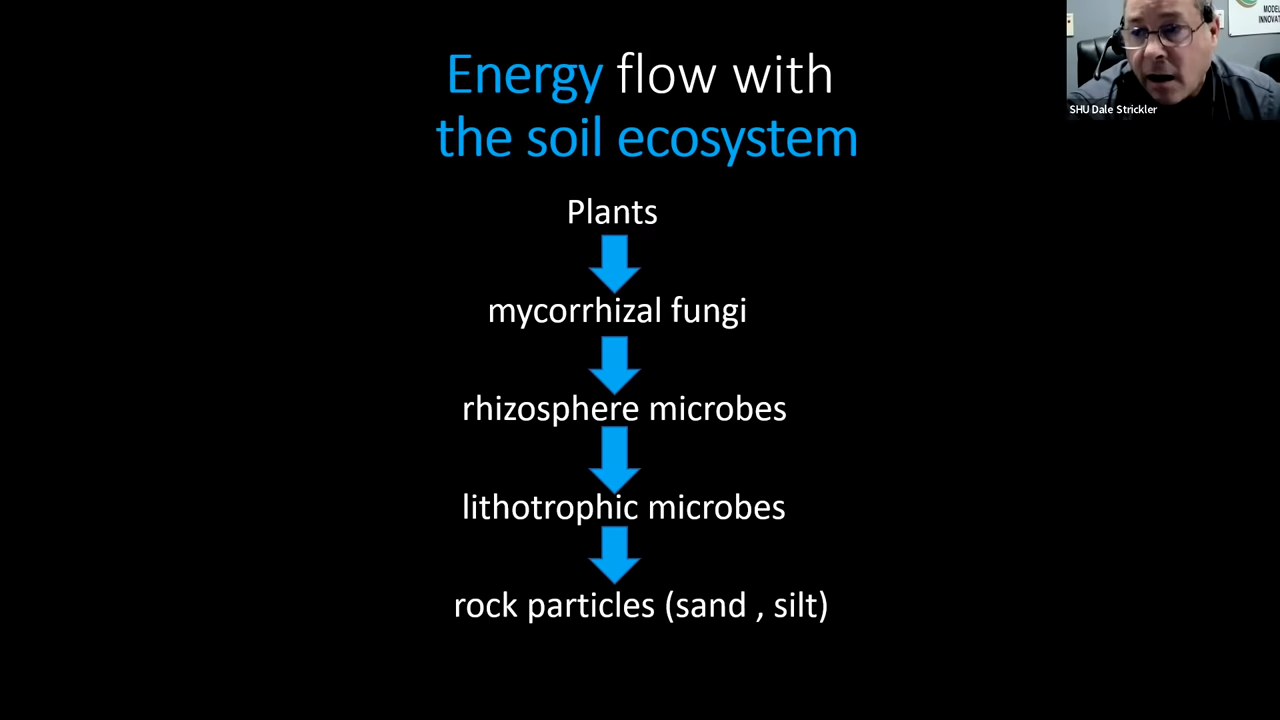 Energy flow with
the soil ecosystem
Plants
mycorrhizal fungi
rhizosphere microbes
lithotrophic microbes
rock particles (sand , silt)
SHU Dale Strickler